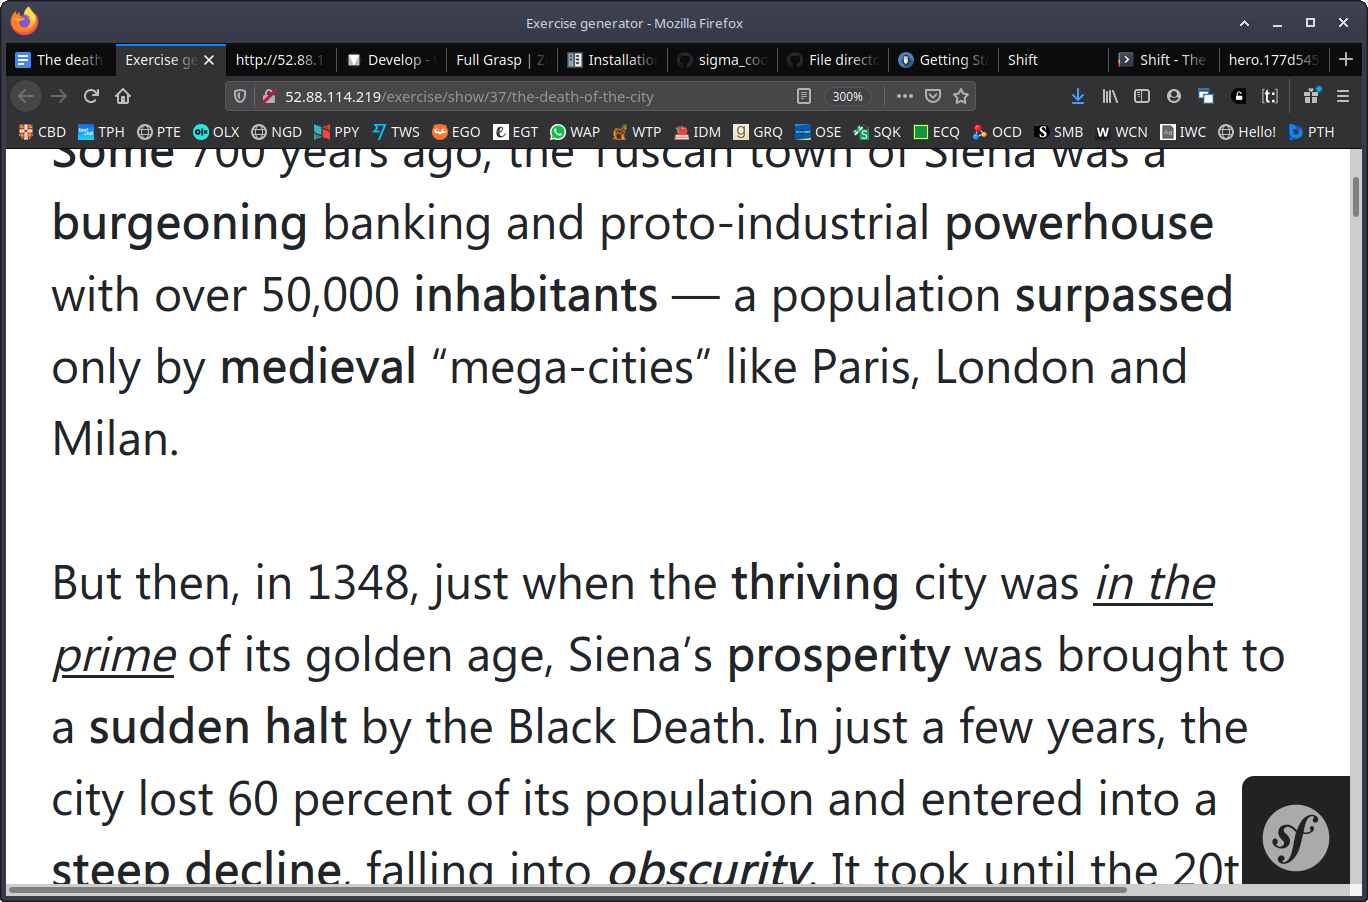 Exercise generator - Mozilla Firefox
The death Exercise ge http://52.88.1 Develop - Full Grasp | Z Installatio sigma_cod File directo Getting St Shift Shift - The hero.177d545
52.88.114.219/exercise/show/37/the-death-of-the-city 300%
CBD TPH PTE OLX NGD PPY TWS EGO EGT WAP WTP IDM GRQ OSE SQK ECQ OCD SMB WCN IWC Hello! PTH
Some 700 years ago, the Tuscan town of Siena was a
burgeoning banking and proto-industrial powerhouse
with over 50,000 inhabitants — a population surpassed
only by medieval “mega-cities” like Paris, London and
Milan.
But then, in 1348, just when the thriving city was in the
prime of its golden age, Siena’s prosperity was brought to
a sudden halt by the Black Death. In just a few years, the
city lost 60 percent of its population and entered into a
steep decline, falling into obscurity. It took until the 20t